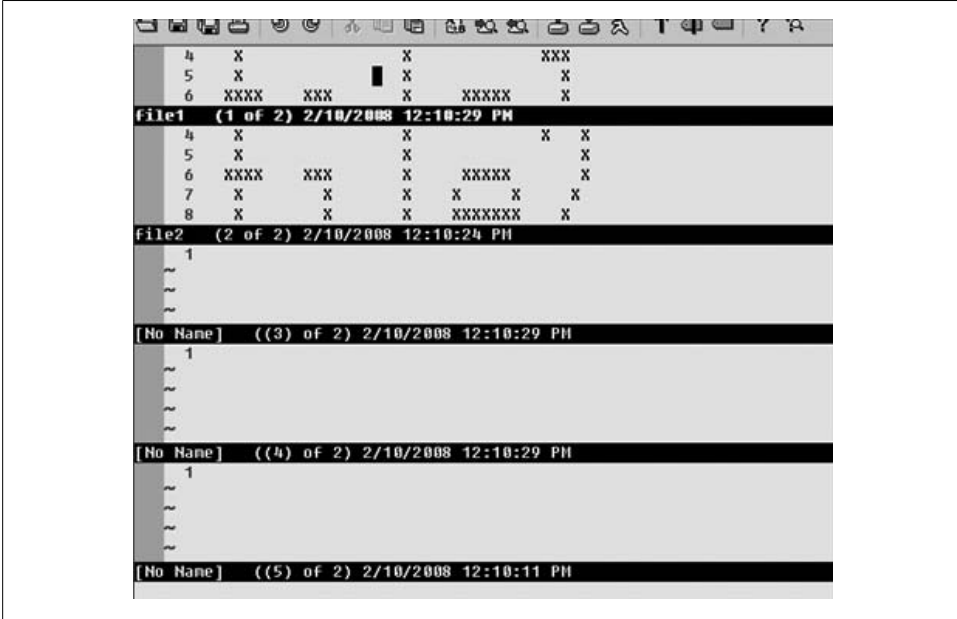 4 X X XXX
5 X X X
6 XXXX XXX X XXXXX X
file1 (1 of 2) 2/10/2008 12:10:29 PM
4 X X X X
5 X X X
6 XXXX XXX X XXXXX X
7 X X X X X X
8 X X X XXXXXXX X
file2 (2 of 2) 2/10/2008 12:10:24 PM
1
~
~
~
[No Name] ((3) of 2) 2/10/2008 12:10:29 PM
1
~
~
~
~
[No Name] ((4) of 2) 2/10/2008 12:10:29 PM
1
~
~
~
~
[No Name] ((5) of 2) 2/10/2008 12:10:11 PM